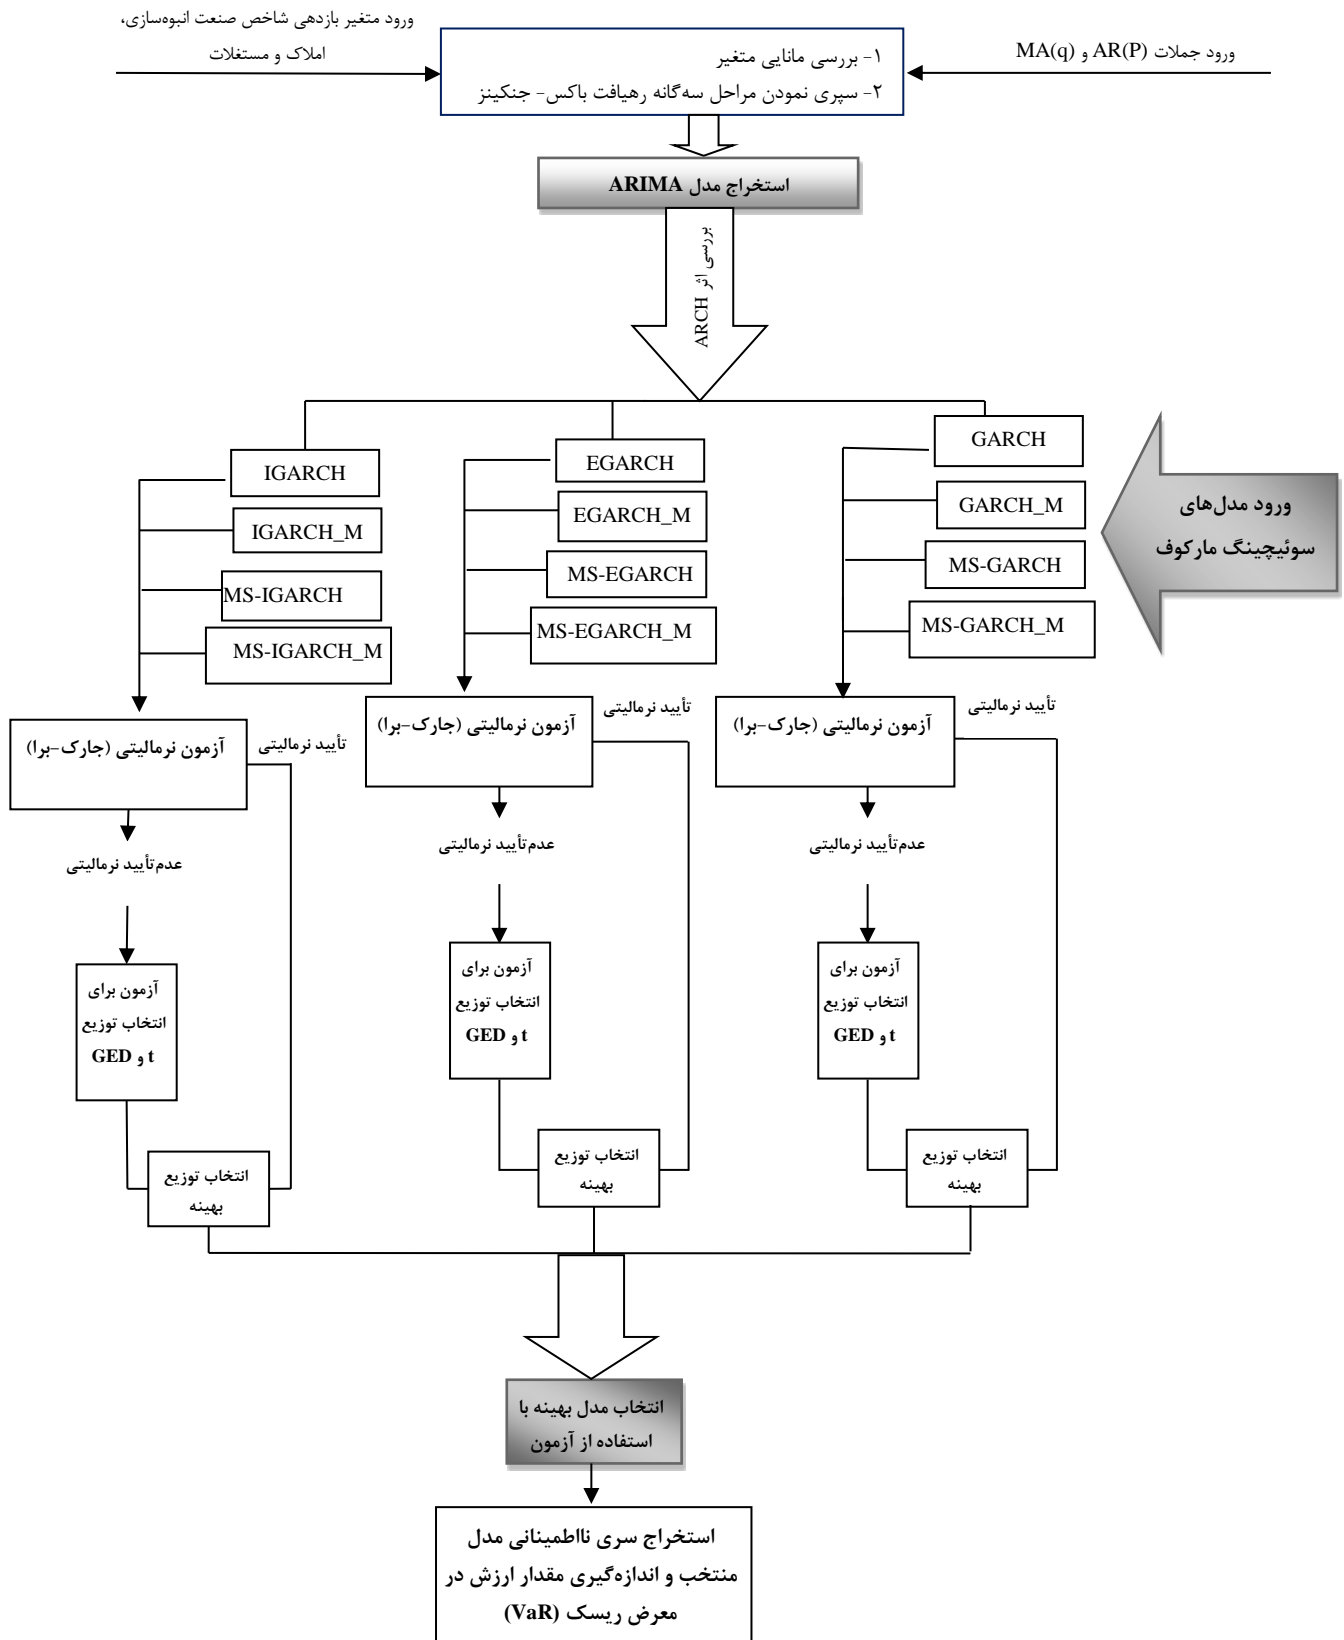 ورود متغیر بازدهی شاخص صنعت انبوه‌سازی،
املاک و مستغلات
۱- بررسی مانایی متغیر
۲- سپری نمودن مراحل سه‌گانه رهیافت باکس- جنکینز
ورود جملات AR(P) و MA(q)
استخراج مدل ARIMA
بررسی اثر ARCH
GARCH
GARCH_M
MS-GARCH
MS-GARCH_M
EGARCH
EGARCH_M
MS-EGARCH
MS-EGARCH_M
IGARCH
IGARCH_M
MS-IGARCH
MS-IGARCH_M
ورود مدل‌های
سوئیچینگ مارکوف
آزمون نرمالیتی (جارک-برا)
تأیید نرمالیتی
آزمون نرمالیتی (جارک-برا)
تأیید نرمالیتی
آزمون نرمالیتی (جارک-برا)
تأیید نرمالیتی
عدم‌تأیید نرمالیتی
عدم‌تأیید نرمالیتی
عدم‌تأیید نرمالیتی
آزمون برای
انتخاب توزیع
t و GED
آزمون برای
انتخاب توزیع
t و GED
آزمون برای
انتخاب توزیع
t و GED
انتخاب توزیع
بهینه
انتخاب توزیع
بهینه
انتخاب توزیع
بهینه
انتخاب مدل بهینه با
استفاده از آزمون
استخراج سری نااطمینانی مدل
منتخب و اندازه‌گیری مقدار ارزش در
معرض ریسک (VaR)